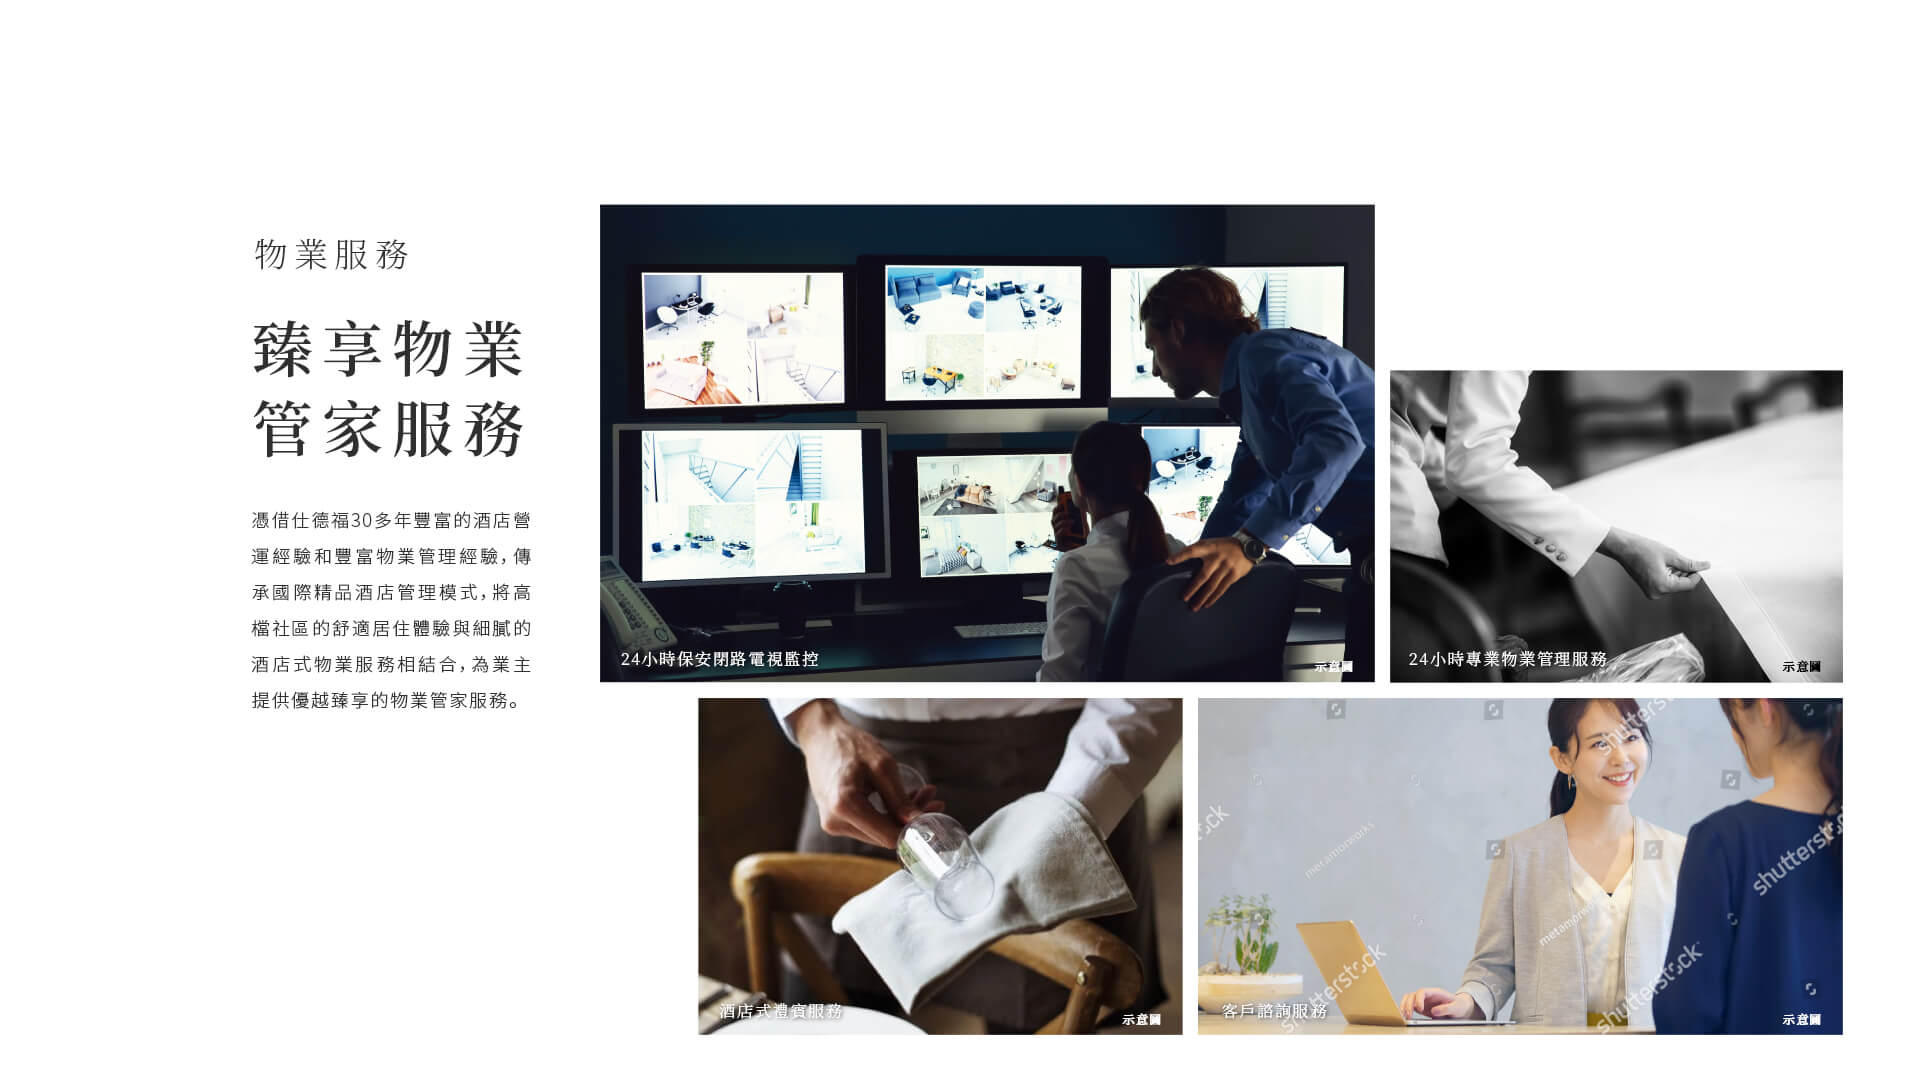 物業服務
臻享物業
管家服務
憑借仕德福30多年豐富的酒店營
運經驗和豐富物業管理經驗，傳
承國際精品酒店管理模式，將高
檔社區的舒適居住體驗與細膩的
酒店式物業服務相結合，為業主
提供優越臻享的物業管家服務。
24小時保安閉路電視監控
示意圖
24小時專業物業管理服務
示意圖
酒店式禮賓服務
示意圖
shutterstock
metamorworks
shutterstock
metamorworks
shutterstock
shutterstock
客戶諮詢服務
示意圖